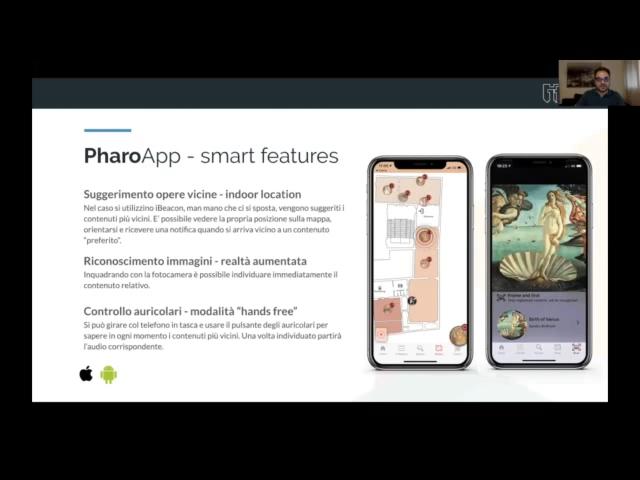 PharoApp - smart features
Suggerimento opere vicine - indoor location
Nel caso si utilizzino iBeacon, man mano che ci si sposta, vengono suggeriti i
contenuti più vicini. E' possibile vedere la propria posizione sulla mappa,
orientarsi e ricevere una notifica quando si arriva vicino a un contenuto
"preferito".
Riconoscimento immagini - realtà aumentata
Inquadrando con la fotocamera è possibile individuare immediatamente il
contenuto relativo.
Controllo auricolari - modalità "hands free"
Si può girare col telefono in tasca e usare il pulsante degli auricolari per
sapere in ogni momento i contenuti più vicini. Una volta individuato partirà
l'audio corrispondente.
Frame and find
Birth of Venus